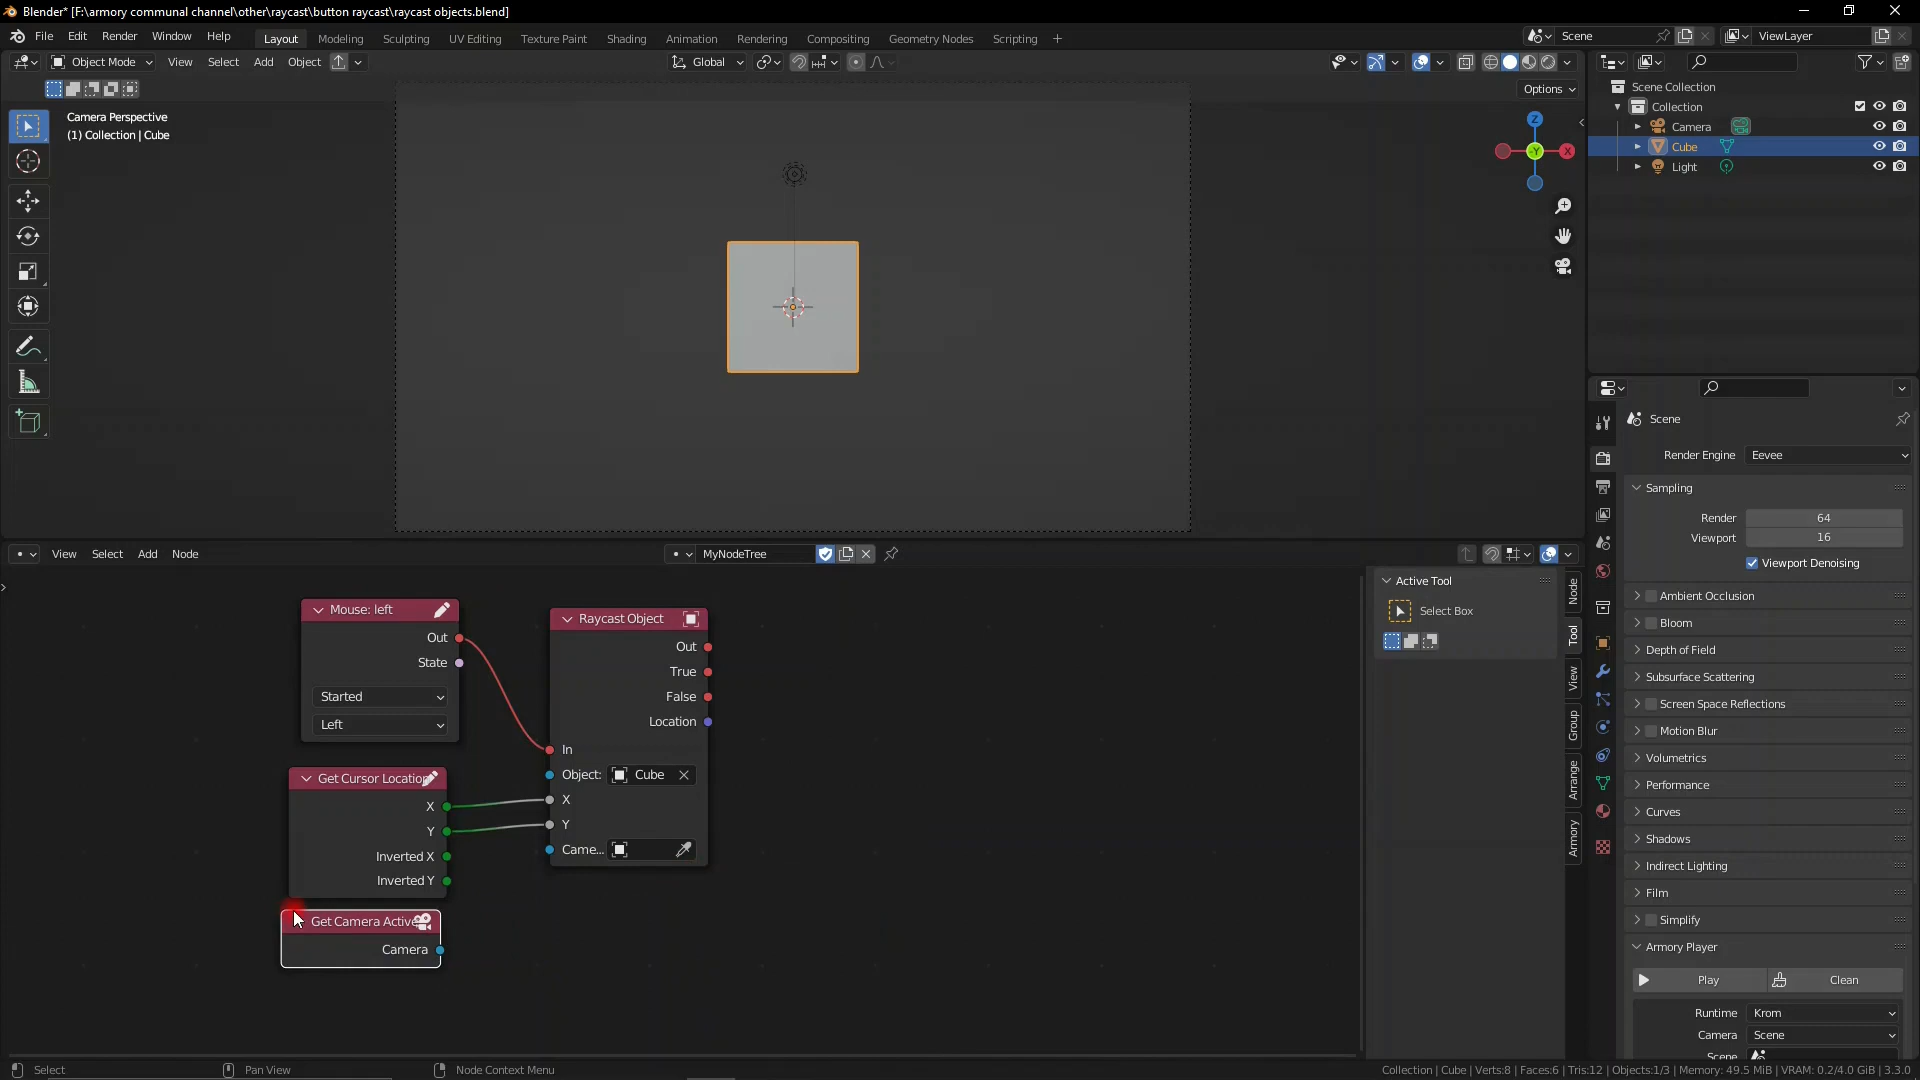 Blender* [F:\armory communal channel\other\raycast\button raycast\raycast objects.blend]
File Edit Render Window Help Layout Modeling Sculpting UV Editing Texture Paint Shading Animation Rendering Compositing Geometry Nodes Scripting + Scene ViewLayer
Object Mode View Select Add Object Global
Options
Camera Perspective
(1) Collection | Cube
Z
-Y
X
Scene Collection
Collection
Camera
Cube
Light
Scene
Render Engine Eevee
Sampling
Render 64
Viewport 16
Viewport Denoising
Ambient Occlusion
Bloom
Depth of Field
Subsurface Scattering
Screen Space Reflections
Motion Blur
Volumetrics
Performance
Curves
Shadows
Indirect Lighting
Film
Simplify
Armory Player
Play Clean
Runtime Krom
Camera Scene
Scene
View Select Add Node MyNodeTree
Mouse: left
Out
State
Started
Left
Get Cursor Location
X
Y
Inverted X
Inverted Y
Get Camera Active
Camera
Raycast Object
Out
True
False
Location
In
Object: Cube
X
Y
Came...
Active Tool
Select Box
Node
Tool
View
Group
Arrange
Armory
Select Pan View Node Context Menu Collection | Cube | Verts:8 | Faces:6 | Tris:12 | Objects:1/3 | Memory: 49.5 MiB | VRAM: 0.2/4.0 GiB | 3.3.0